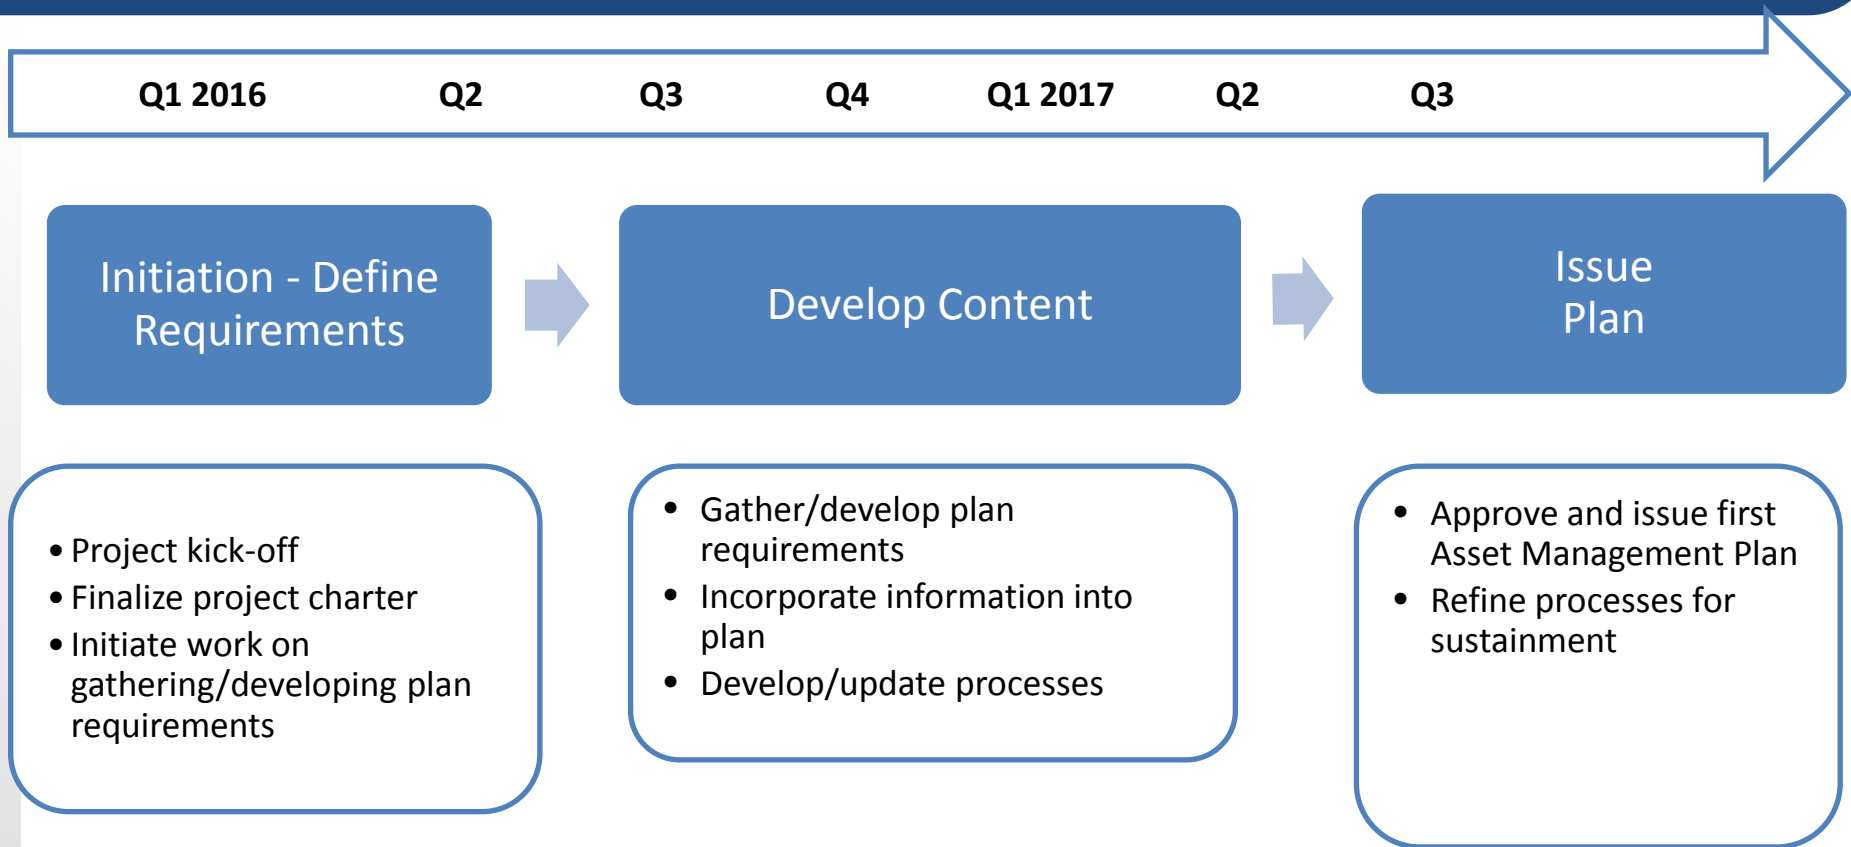 Q1 2016 Q2 Q3 Q4 Q1 2017 Q2 Q3
Initiation - Define
Requirements
Develop Content
Issue
Plan
• Project kick-off
• Finalize project charter
• Initiate work on
gathering/developing plan
requirements
• Gather/develop plan
requirements
• Incorporate information into
plan
• Develop/update processes
• Approve and issue first
Asset Management Plan
• Refine processes for
sustainment